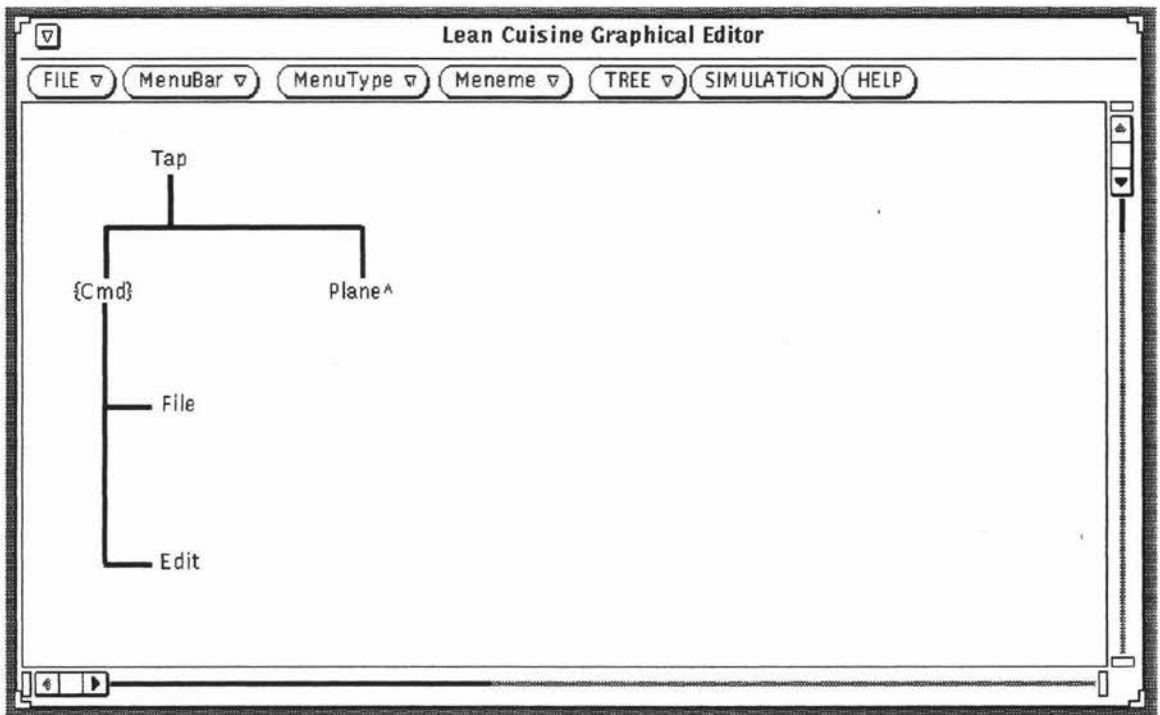 Lean Cuisine Graphical Editor
FILE MenuBar MenuType Meneme TREE SIMULATION HELP
Tap
{Cmd} Plane^
File
Edit